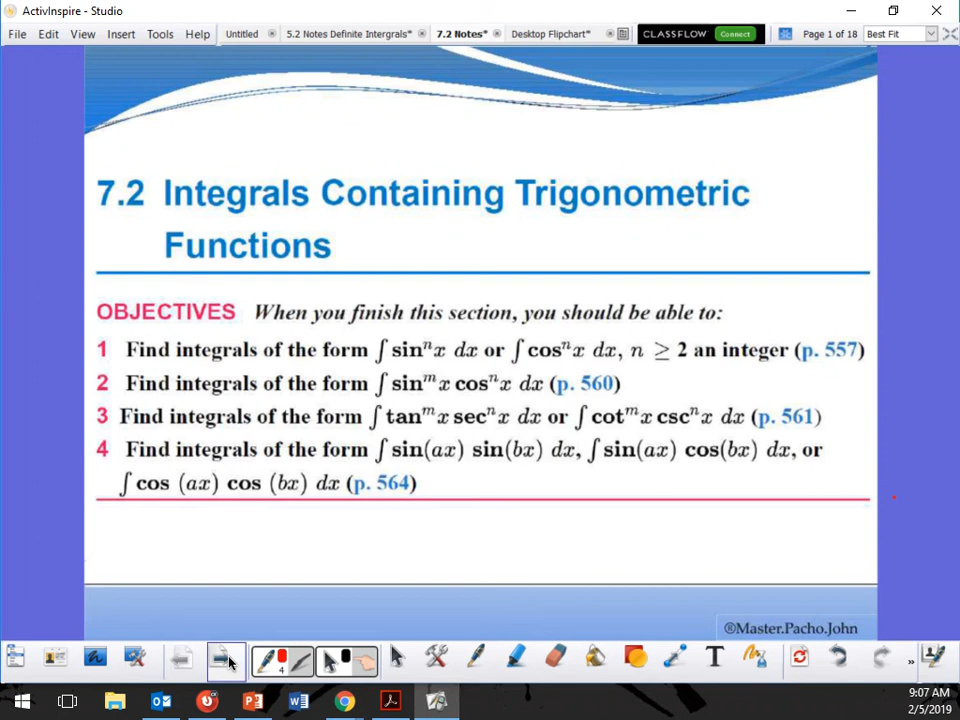 ActivInspire - Studio
File Edit View Insert Tools Help Untitled 5.2 Notes Definite Intergrals* 7.2 Notes* Desktop Flipchart* CLASSFLOW Connect Page 1 of 18 Best Fit
7.2 Integrals Containing Trigonometric
Functions
OBJECTIVES When you finish this section, you should be able to:
1 Find integrals of the form ∫ sinⁿx dx or ∫ cosⁿx dx, n ≥ 2 an integer (p. 557)
2 Find integrals of the form ∫ sinᵐx cosⁿx dx (p. 560)
3 Find integrals of the form ∫ tanᵐx secⁿx dx or ∫ cotᵐx cscⁿx dx (p. 561)
4 Find integrals of the form ∫ sin(ax) sin(bx) dx, ∫ sin(ax) cos(bx) dx, or
∫ cos (ax) cos (bx) dx (p. 564)
®Master.Pacho.John
4
T
9:07 AM
2/5/2019